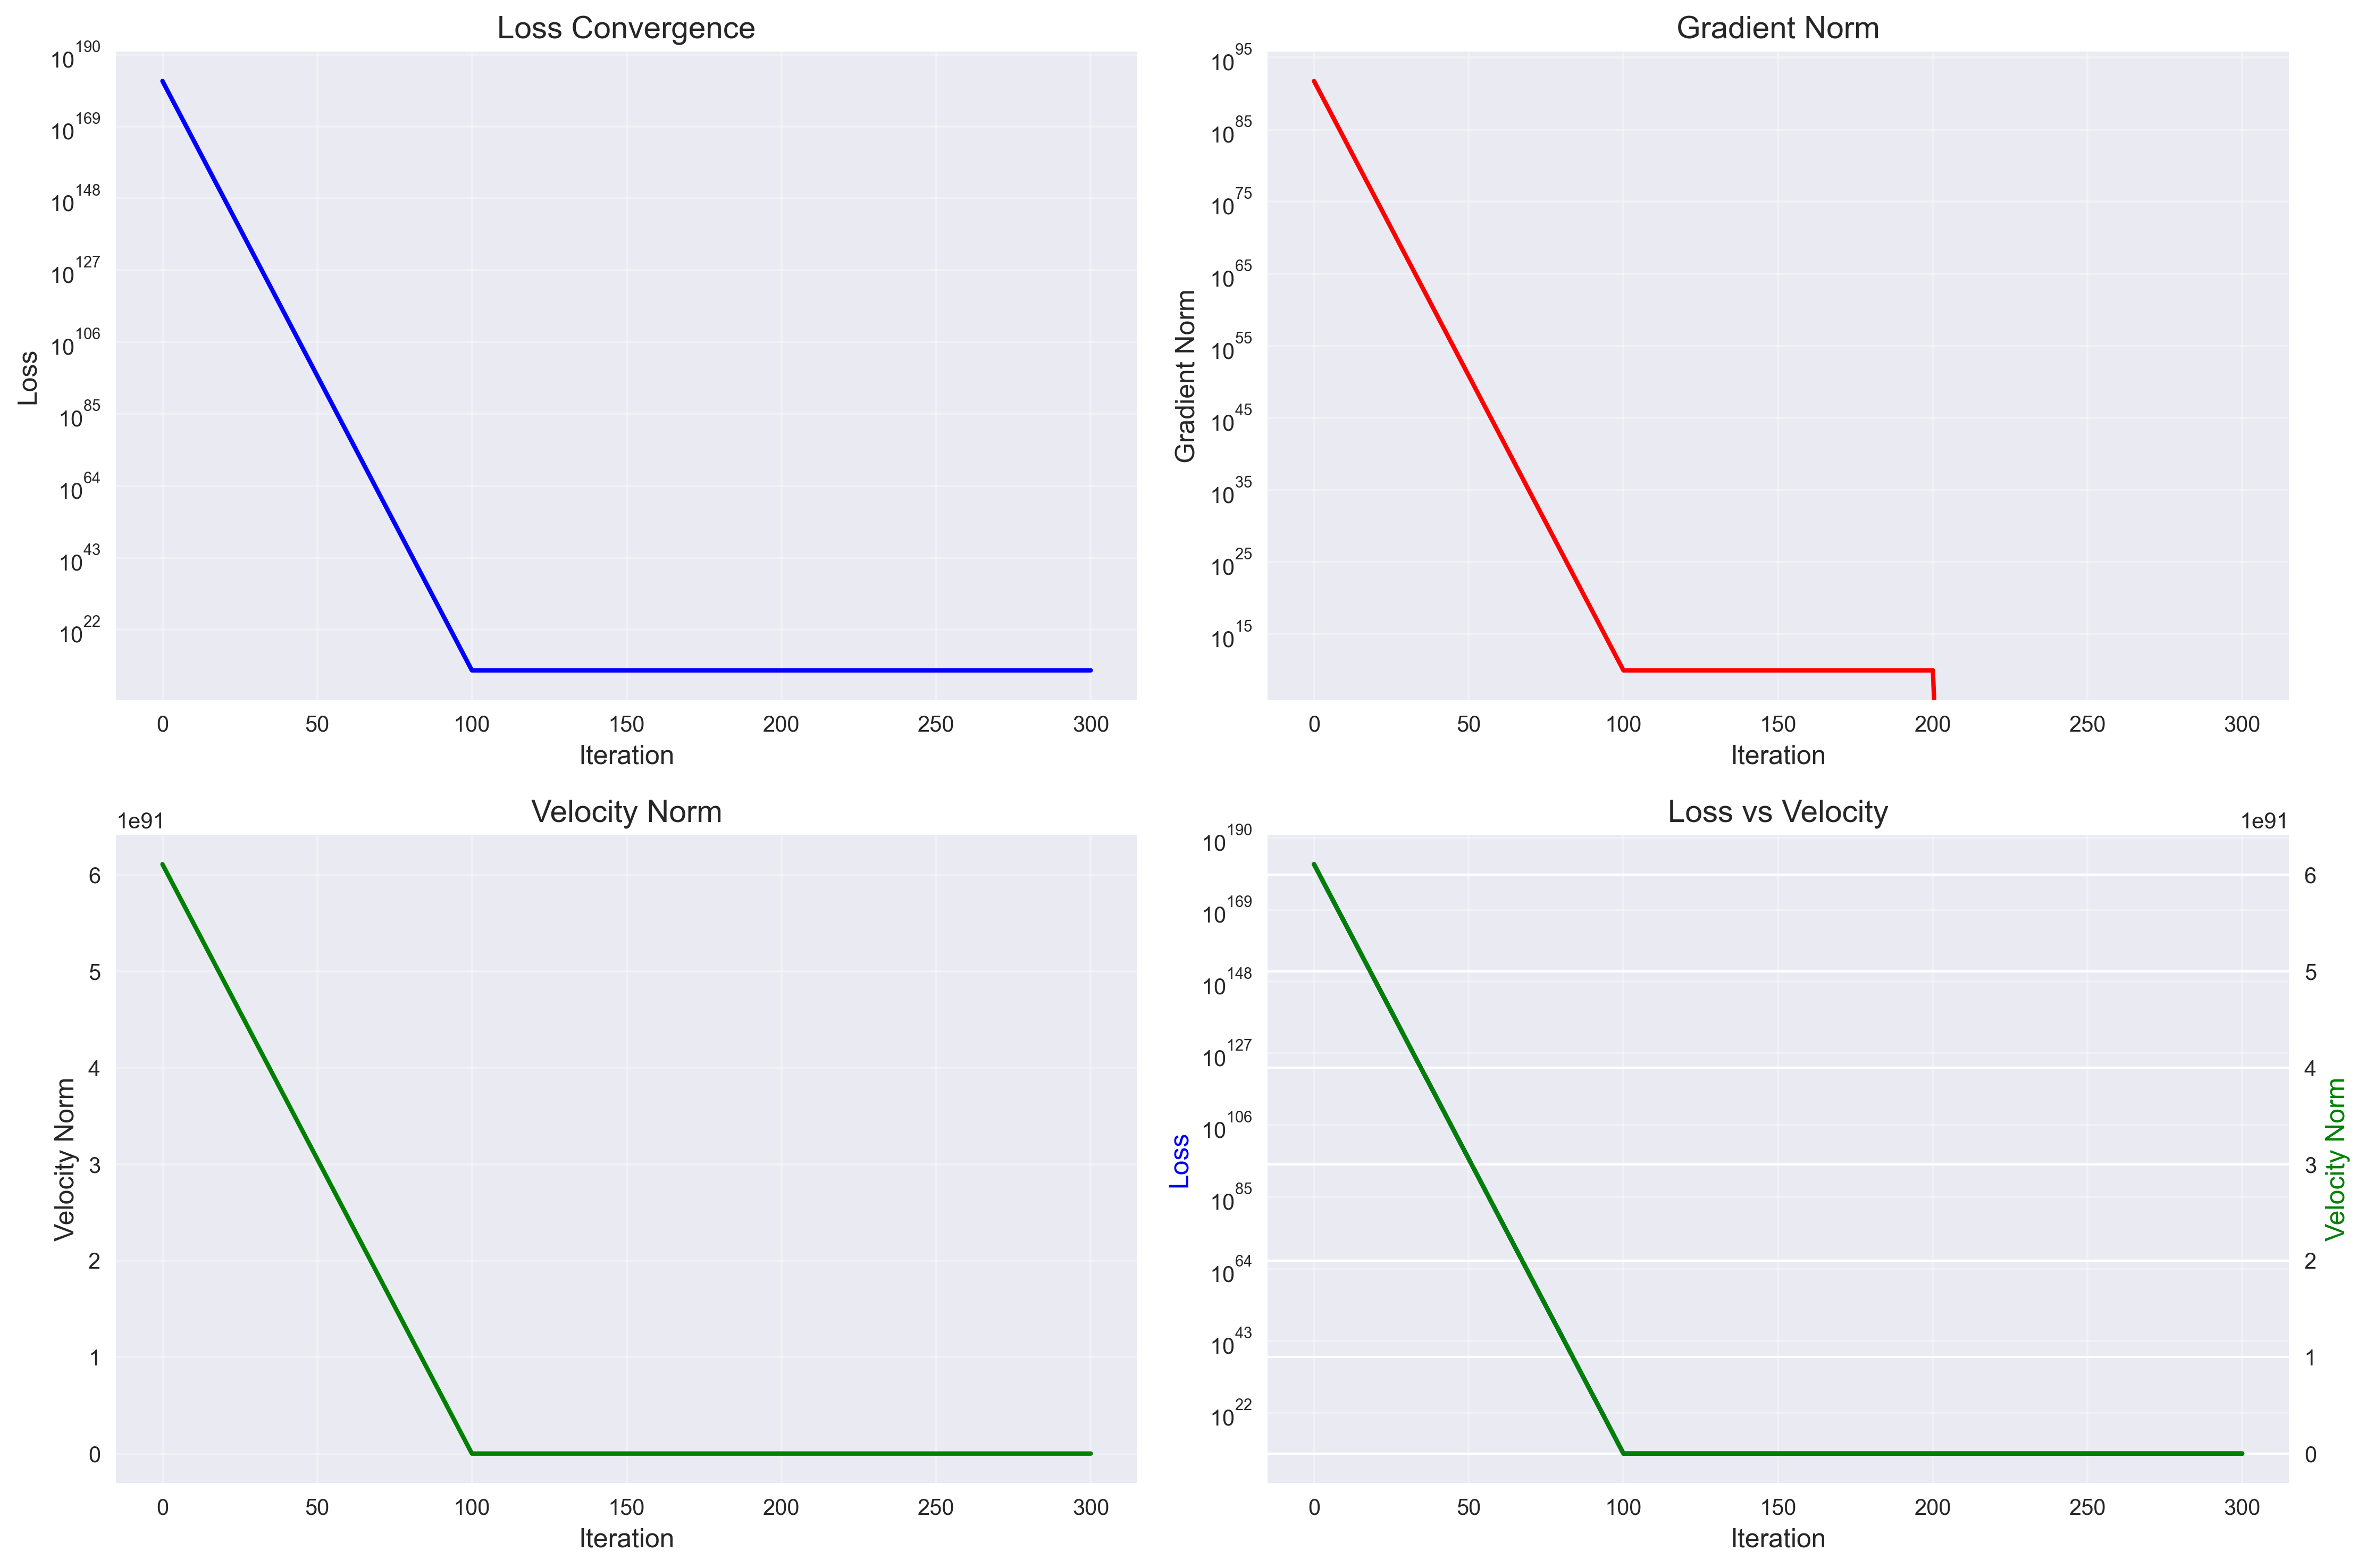 Loss Convergence
10^190
10^169
10^148
10^127
10^106
10^85
10^64
10^43
10^22
Loss
0 50 100 150 200 250 300
Iteration
Gradient Norm
10^95
10^85
10^75
10^65
10^55
10^45
10^35
10^25
10^15
Gradient Norm
0 50 100 150 200 250 300
Iteration
Velocity Norm
1e91
6
5
4
3
2
1
0
Velocity Norm
0 50 100 150 200 250 300
Iteration
Loss vs Velocity
1e91
10^190
10^169
10^148
10^127
10^106
10^85
10^64
10^43
10^22
Loss
6
5
4
3
2
1
0
Velocity Norm
0 50 100 150 200 250 300
Iteration